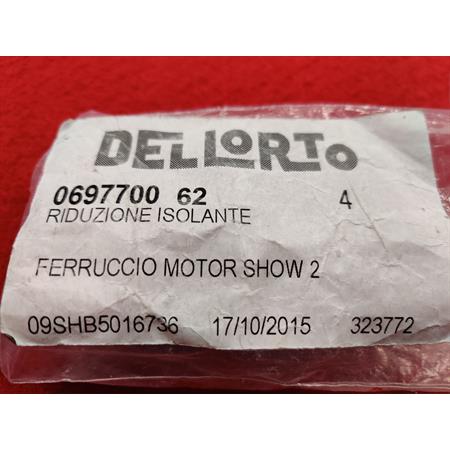 DELLORTO
0697700 62 4
RIDUZIONE ISOLANTE
FERRUCCIO MOTOR SHOW 2
09SHB5016736 17/10/2015 323772